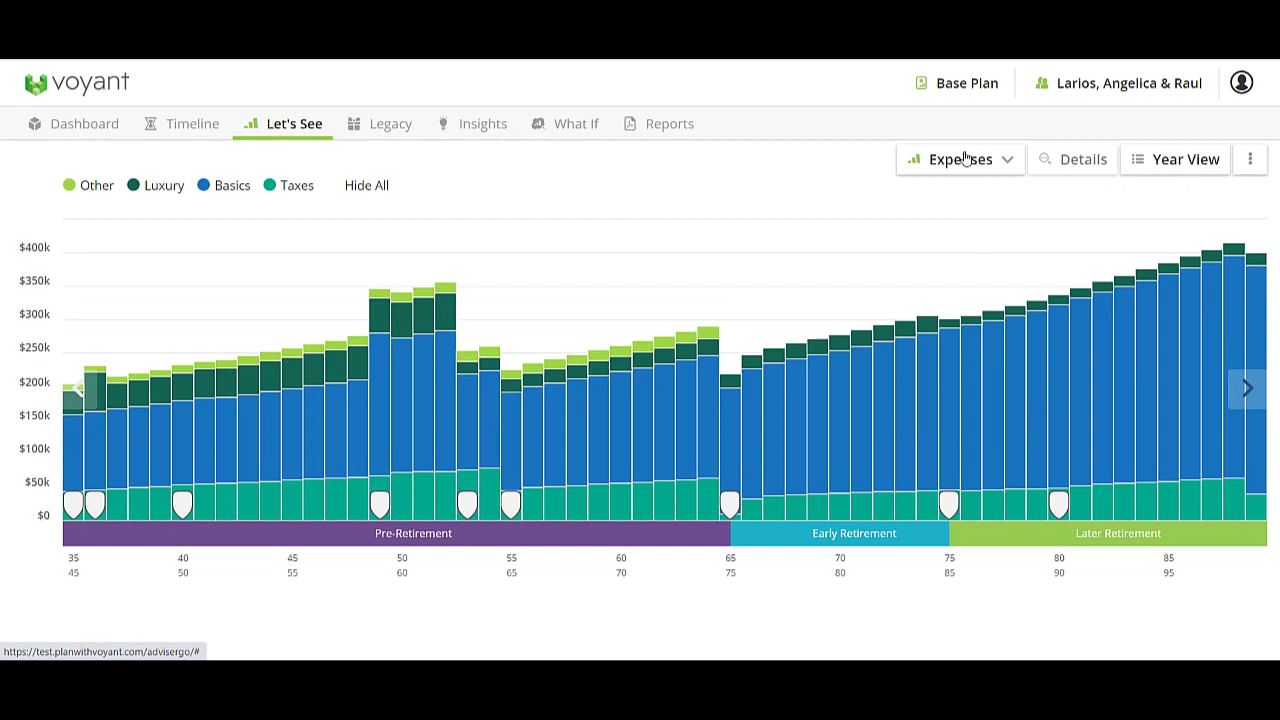 voyant
Base Plan
Larios, Angelica & Raul
Dashboard
Timeline
Let's See
Legacy
Insights
What If
Reports
Expenses
Details
Year View
Other
Luxury
Basics
Taxes
Hide All
$400k
$350k
$300k
$250k
$200k
$150k
$100k
$50k
$0
Pre-Retirement
Early Retirement
Later Retirement
35 40 45 50 55 60 65 70 75 80 85
45 50 55 60 65 70 75 80 85 90 95
https://test.planwithvoyant.com/advisergo/#